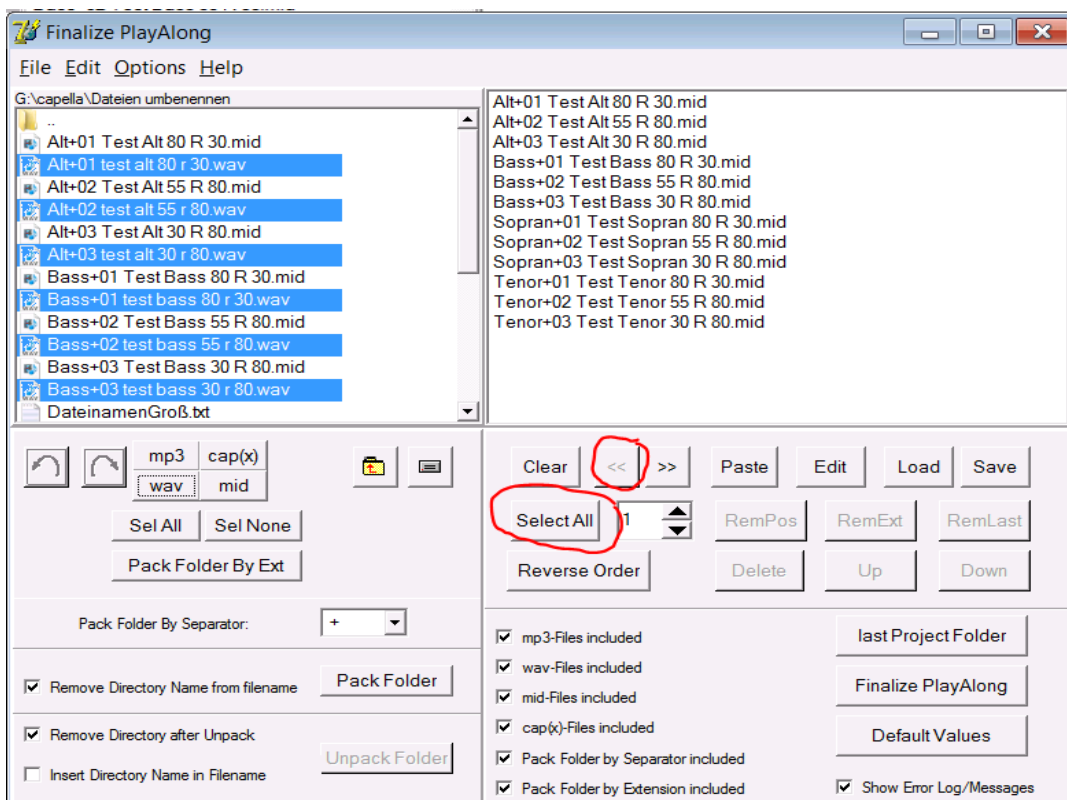 Finalize PlayAlong
File Edit Options Help
G:\capella\Dateien umbenennen
..
Alt+01 Test Alt 80 R 30.mid
Alt+01 test alt 80 r 30.wav
Alt+02 Test Alt 55 R 80.mid
Alt+02 test alt 55 r 80.wav
Alt+03 Test Alt 30 R 80.mid
Alt+03 test alt 30 r 80.wav
Bass+01 Test Bass 80 R 30.mid
Bass+01 test bass 80 r 30.wav
Bass+02 Test Bass 55 R 80.mid
Bass+02 test bass 55 r 80.wav
Bass+03 Test Bass 30 R 80.mid
Bass+03 test bass 30 r 80.wav
DateinamenGroß.txt
Alt+01 Test Alt 80 R 30.mid
Alt+02 Test Alt 55 R 80.mid
Alt+03 Test Alt 30 R 80.mid
Bass+01 Test Bass 80 R 30.mid
Bass+02 Test Bass 55 R 80.mid
Bass+03 Test Bass 30 R 80.mid
Sopran+01 Test Sopran 80 R 30.mid
Sopran+02 Test Sopran 55 R 80.mid
Sopran+03 Test Sopran 30 R 80.mid
Tenor+01 Test Tenor 80 R 30.mid
Tenor+02 Test Tenor 55 R 80.mid
Tenor+03 Test Tenor 30 R 80.mid
mp3 cap(x)
wav mid
Sel All Sel None
Pack Folder By Ext
Pack Folder By Separator: +
Remove Directory Name from filename Pack Folder
Remove Directory after Unpack
Unpack Folder
Insert Directory Name in Filename
Clear << >> Paste Edit Load Save
Select All 1 RemPos RemExt RemLast
Reverse Order Delete Up Down
mp3-Files included
wav-Files included
mid-Files included
cap(x)-Files included
Pack Folder by Separator included
Pack Folder by Extension included
last Project Folder
Finalize PlayAlong
Default Values
Show Error Log/Messages